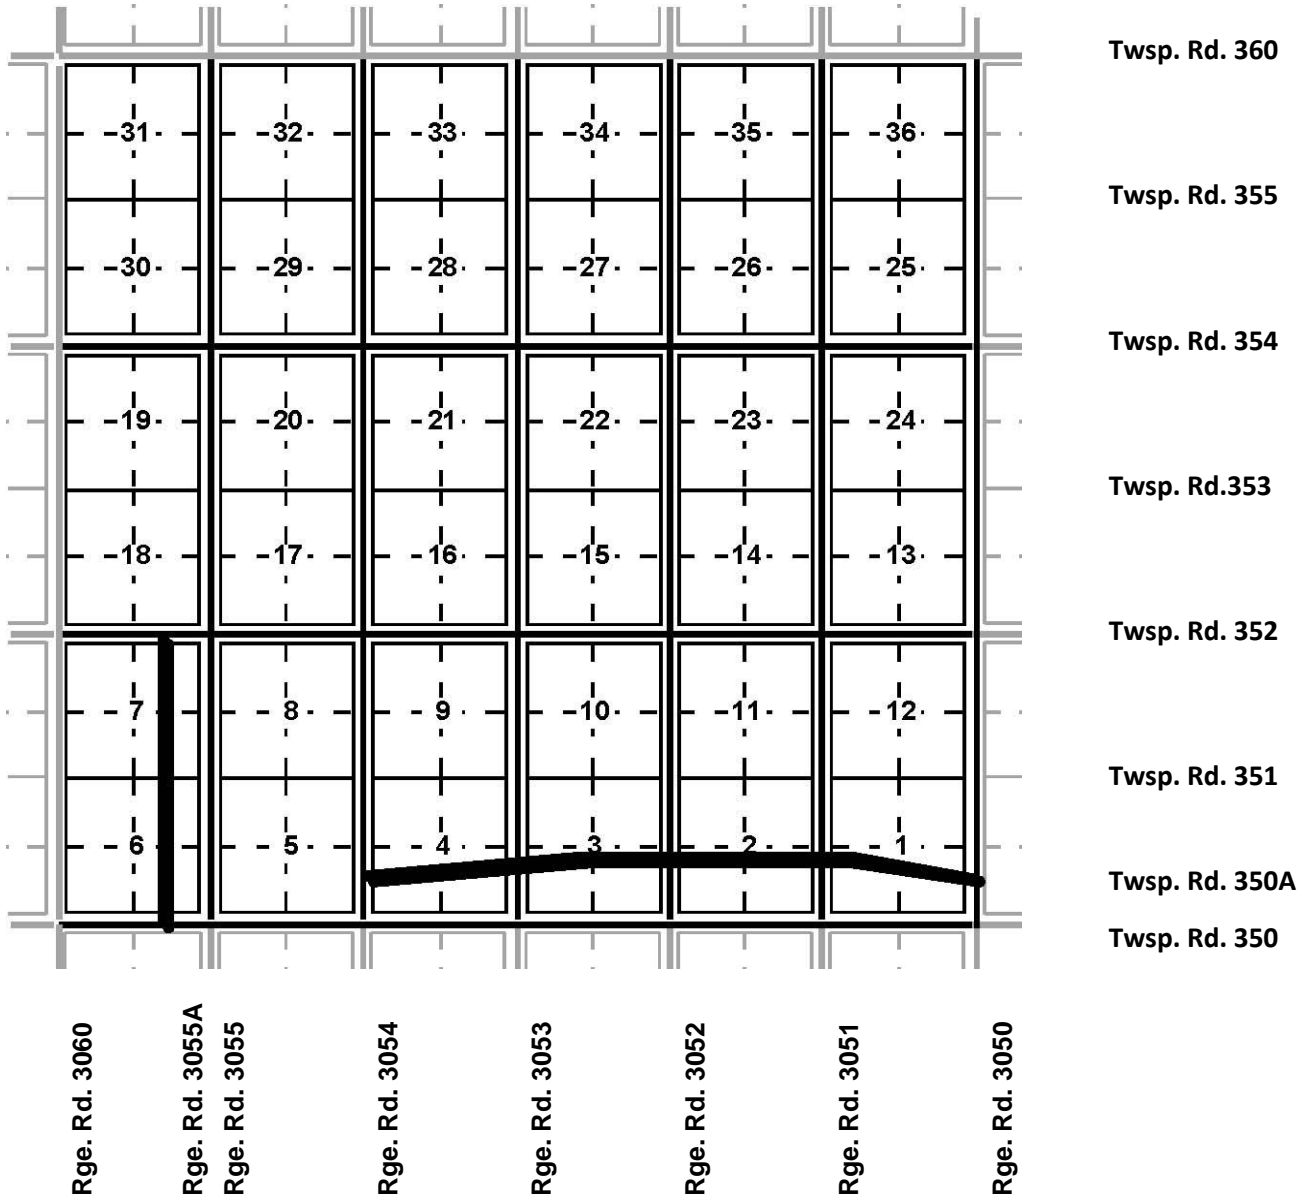 Twsp. Rd. 360
31 32 33 34 35 36
Twsp. Rd. 355
30 29 28 27 26 25
Twsp. Rd. 354
19 20 21 22 23 24
Twsp. Rd.353
18 17 16 15 14 13
Twsp. Rd. 352
7 8 9 10 11 12
Twsp. Rd. 351
6 5 4 3 2 1
Twsp. Rd. 350A
Twsp. Rd. 350
Rge. Rd. 3060
Rge. Rd. 3055A
Rge. Rd. 3055
Rge. Rd. 3054
Rge. Rd. 3053
Rge. Rd. 3052
Rge. Rd. 3051
Rge. Rd. 3050